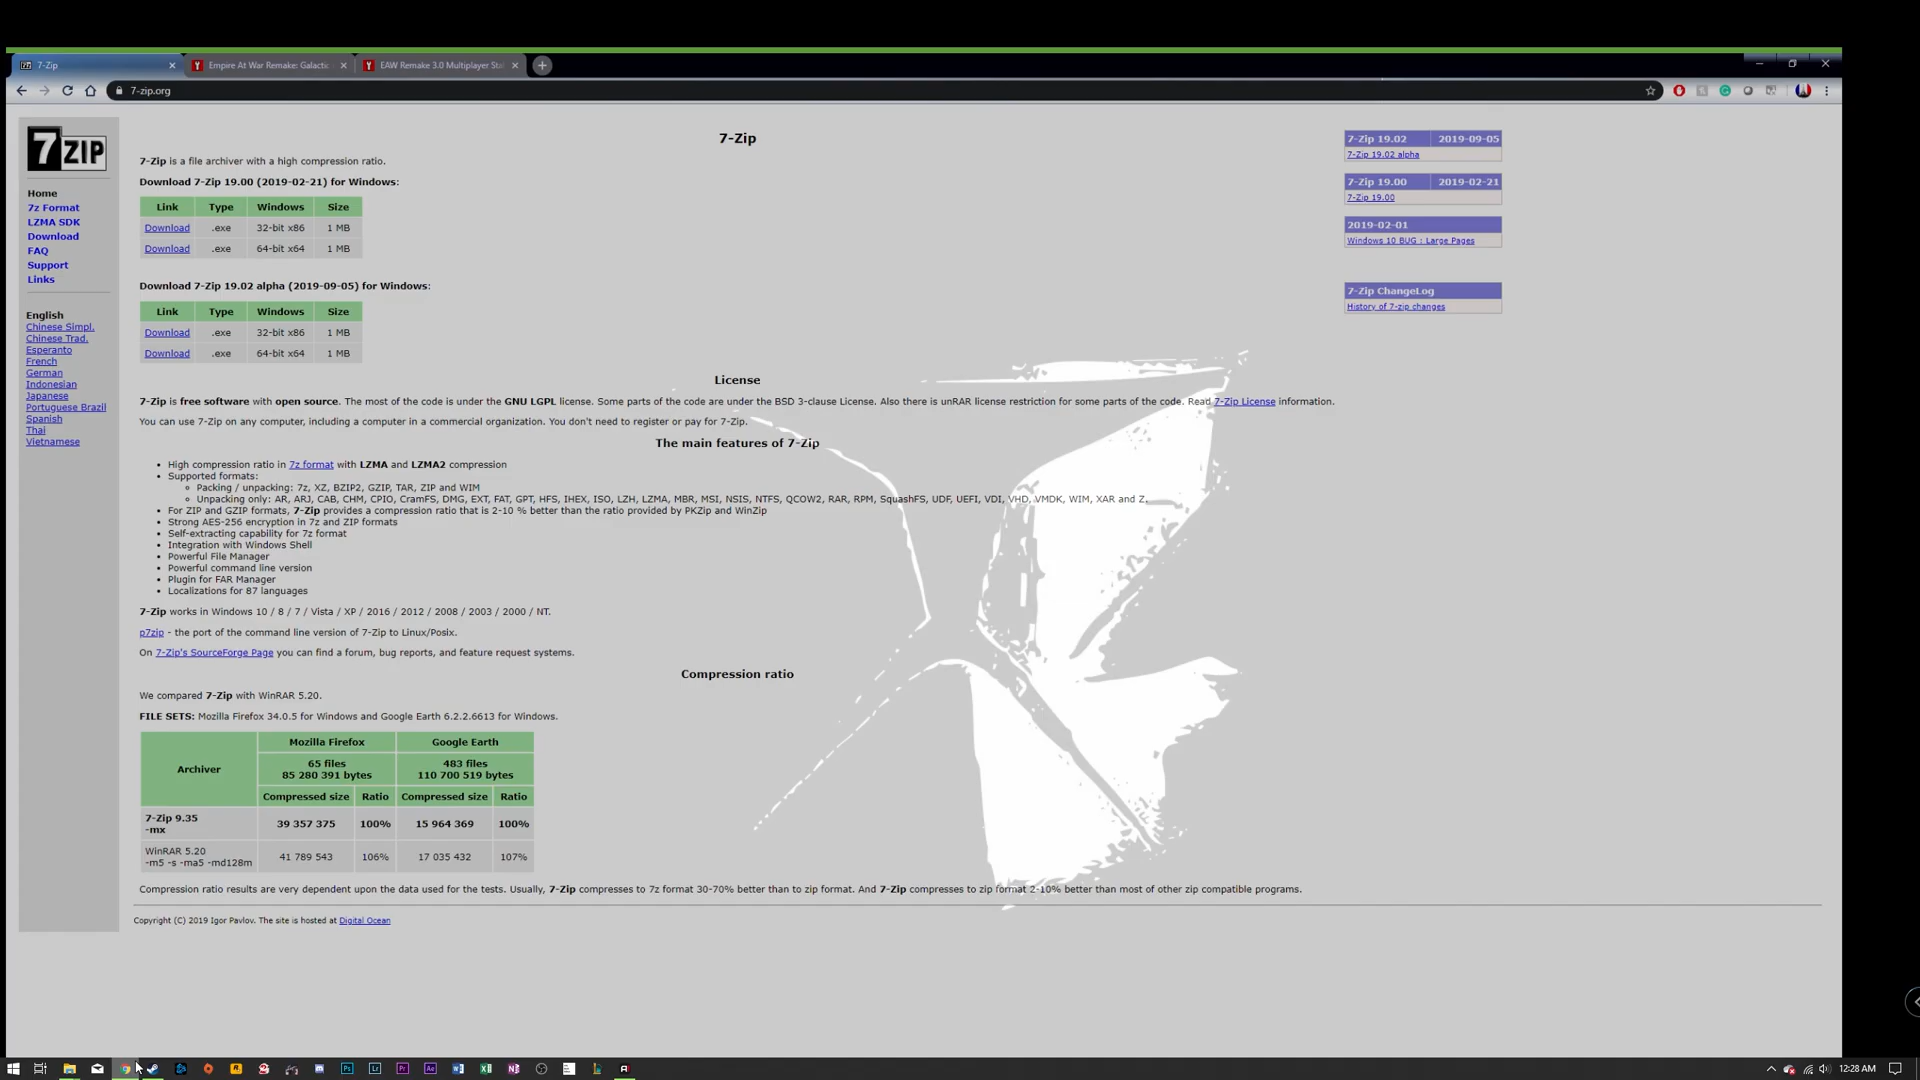 7-Zip
Empire At War Remake: Galactic
EAW Remake 3.0 Multiplayer Sta
7-zip.org
7ZIP
Home
7z Format
LZMA SDK
Download
FAQ
Support
Links
English
Chinese Simpl.
Chinese Trad.
Esperanto
French
German
Indonesian
Japanese
Portuguese Brazil
Spanish
Thai
Vietnamese
7-Zip
7-Zip is a file archiver with a high compression ratio.
Download 7-Zip 19.00 (2019-02-21) for Windows:
Link Type Windows Size
Download .exe 32-bit x86 1 MB
Download .exe 64-bit x64 1 MB
Download 7-Zip 19.02 alpha (2019-09-05) for Windows:
Link Type Windows Size
Download .exe 32-bit x86 1 MB
Download .exe 64-bit x64 1 MB
License
7-Zip is free software with open source. The most of the code is under the GNU LGPL license. Some parts of the code are under the BSD 3-clause License. Also there is unRAR license restriction for some parts of the code. Read 7-Zip License information.
You can use 7-Zip on any computer, including a computer in a commercial organization. You don't need to register or pay for 7-Zip.
The main features of 7-Zip
High compression ratio in 7z format with LZMA and LZMA2 compression
Supported formats:
Packing / unpacking: 7z, XZ, BZIP2, GZIP, TAR, ZIP and WIM
Unpacking only: AR, ARJ, CAB, CHM, CPIO, CramFS, DMG, EXT, FAT, GPT, HFS, IHEX, ISO, LZH, LZMA, MBR, MSI, NSIS, NTFS, QCOW2, RAR, RPM, SquashFS, UDF, UEFI, VDI, VHD, VMDK, WIM, XAR and Z.
For ZIP and GZIP formats, 7-Zip provides a compression ratio that is 2-10 % better than the ratio provided by PKZip and WinZip
Strong AES-256 encryption in 7z and ZIP formats
Self-extracting capability for 7z format
Integration with Windows Shell
Powerful File Manager
Powerful command line version
Plugin for FAR Manager
Localizations for 87 languages
7-Zip works in Windows 10 / 8 / 7 / Vista / XP / 2016 / 2012 / 2008 / 2003 / 2000 / NT.
p7zip - the port of the command line version of 7-Zip to Linux/Posix.
On 7-Zip's SourceForge Page you can find a forum, bug reports, and feature request systems.
Compression ratio
We compared 7-Zip with WinRAR 5.20.
FILE SETS: Mozilla Firefox 34.0.5 for Windows and Google Earth 6.2.2.6613 for Windows.
Archiver Mozilla Firefox Google Earth
65 files 483 files
85 280 391 bytes 110 700 519 bytes
Compressed size Ratio Compressed size Ratio
7-Zip 9.35
-mx 39 357 375 100% 15 964 369 100%
WinRAR 5.20
-m5 -s -ma5 -md128m 41 789 543 106% 17 035 432 107%
Compression ratio results are very dependent upon the data used for the tests. Usually, 7-Zip compresses to 7z format 30-70% better than to zip format. And 7-Zip compresses to zip format 2-10% better than most of other zip compatible programs.
Copyright (C) 2019 Igor Pavlov. The site is hosted at Digital Ocean
7-Zip 19.02 2019-09-05
7-Zip 19.02 alpha
7-Zip 19.00 2019-02-21
7-Zip 19.00
2019-02-01
Windows 10 BUG : Large Pages
7-Zip ChangeLog
History of 7-zip changes
Ps
Lr
Pr
Ae
12:28 AM